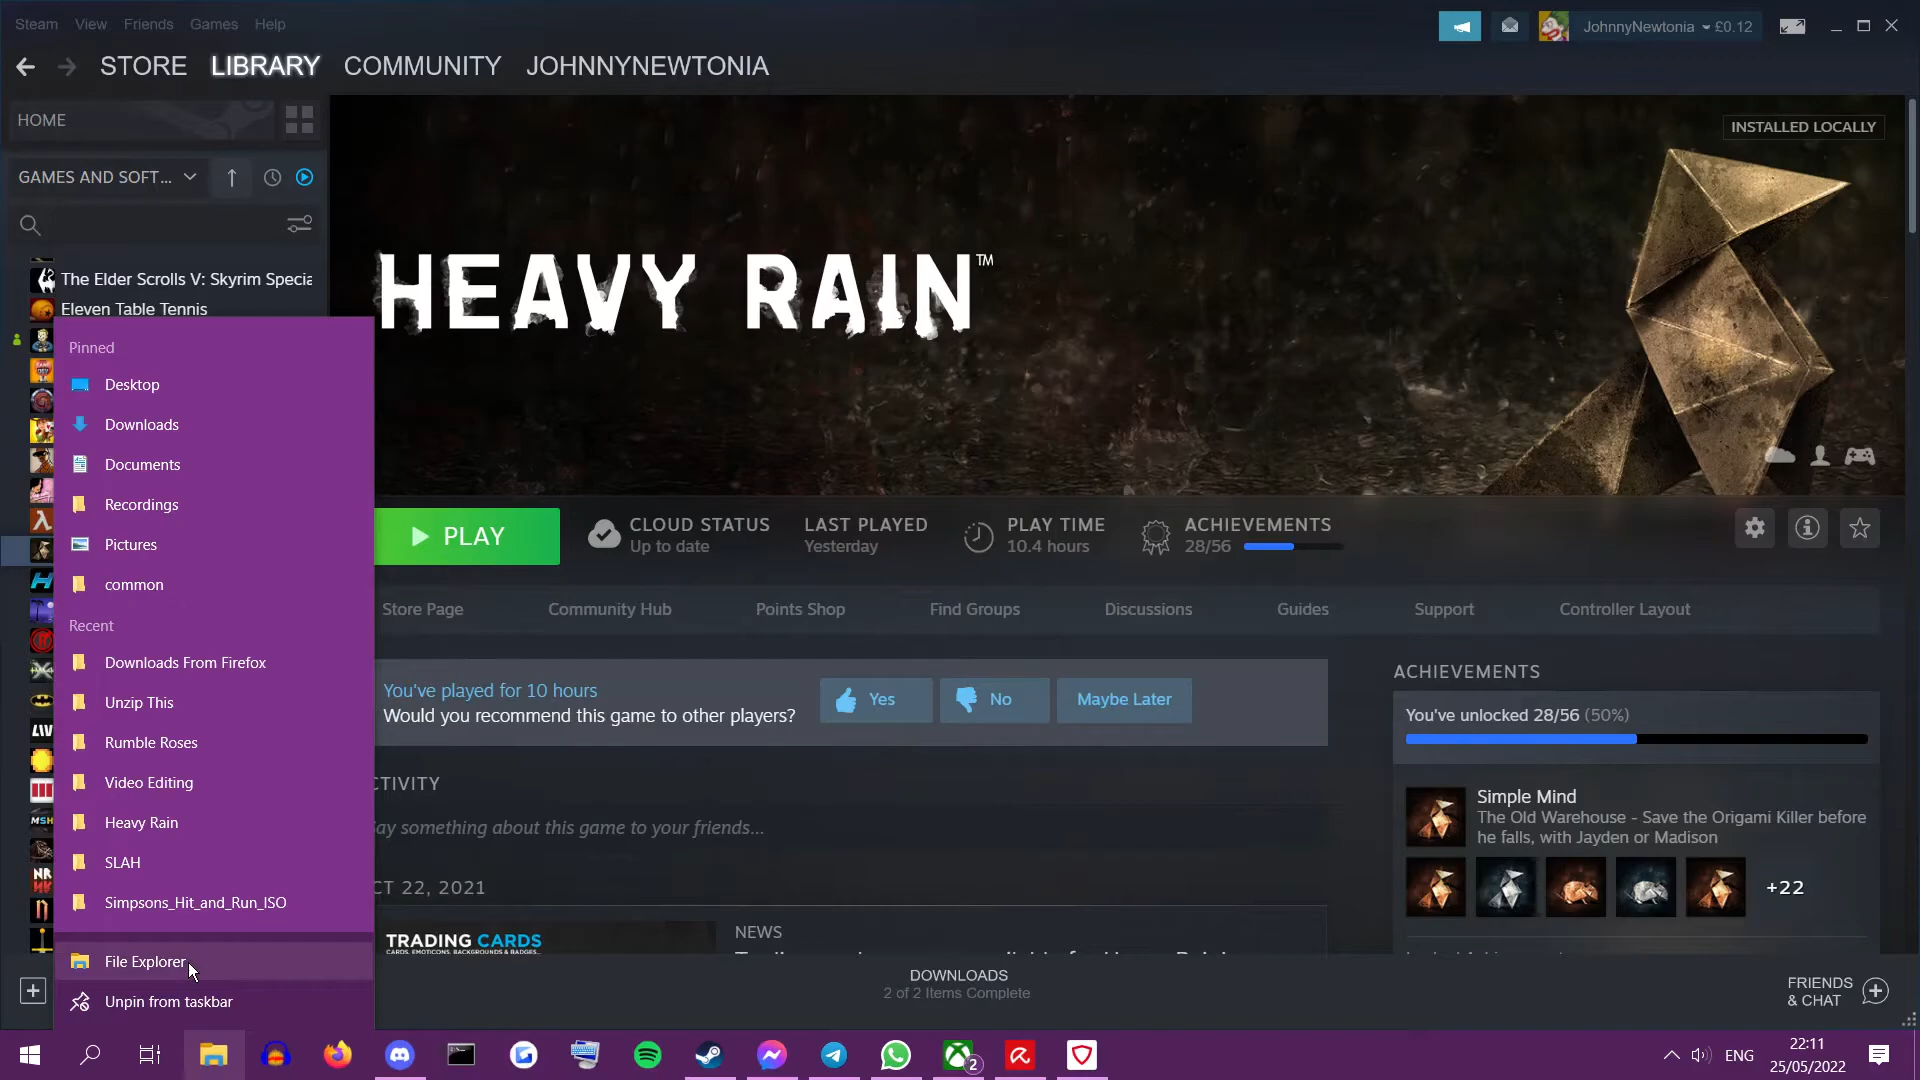 Steam View Friends Games Help
JohnnyNewtonia £0.12
STORE LIBRARY COMMUNITY JOHNNYNEWTONIA
HOME
INSTALLED LOCALLY
GAMES AND SOFT...
The Elder Scrolls V: Skyrim Specia
Eleven Table Tennis
HEAVY RAIN™
Pinned
Desktop
Downloads
Documents
Recordings
Pictures
common
Recent
Downloads From Firefox
Unzip This
Rumble Roses
Video Editing
Heavy Rain
SLAH
Simpsons_Hit_and_Run_ISO
File Explorer
Unpin from taskbar
PLAY
CLOUD STATUS
Up to date
LAST PLAYED
Yesterday
PLAY TIME
10.4 hours
ACHIEVEMENTS
28/56
Store Page Community Hub Points Shop Find Groups Discussions Guides Support Controller Layout
You've played for 10 hours
Would you recommend this game to other players?
Yes No Maybe Later
CTIVITY
ay something about this game to your friends...
CT 22, 2021
TRADING CARDS
CARDS, EMOTICONS, BACKGROUNDS & BADGES...
NEWS
ACHIEVEMENTS
You've unlocked 28/56 (50%)
Simple Mind
The Old Warehouse - Save the Origami Killer before
he falls, with Jayden or Madison
+22
DOWNLOADS
2 of 2 Items Complete
FRIENDS
& CHAT
LIV
MSH
2
ENG
22:11
25/05/2022